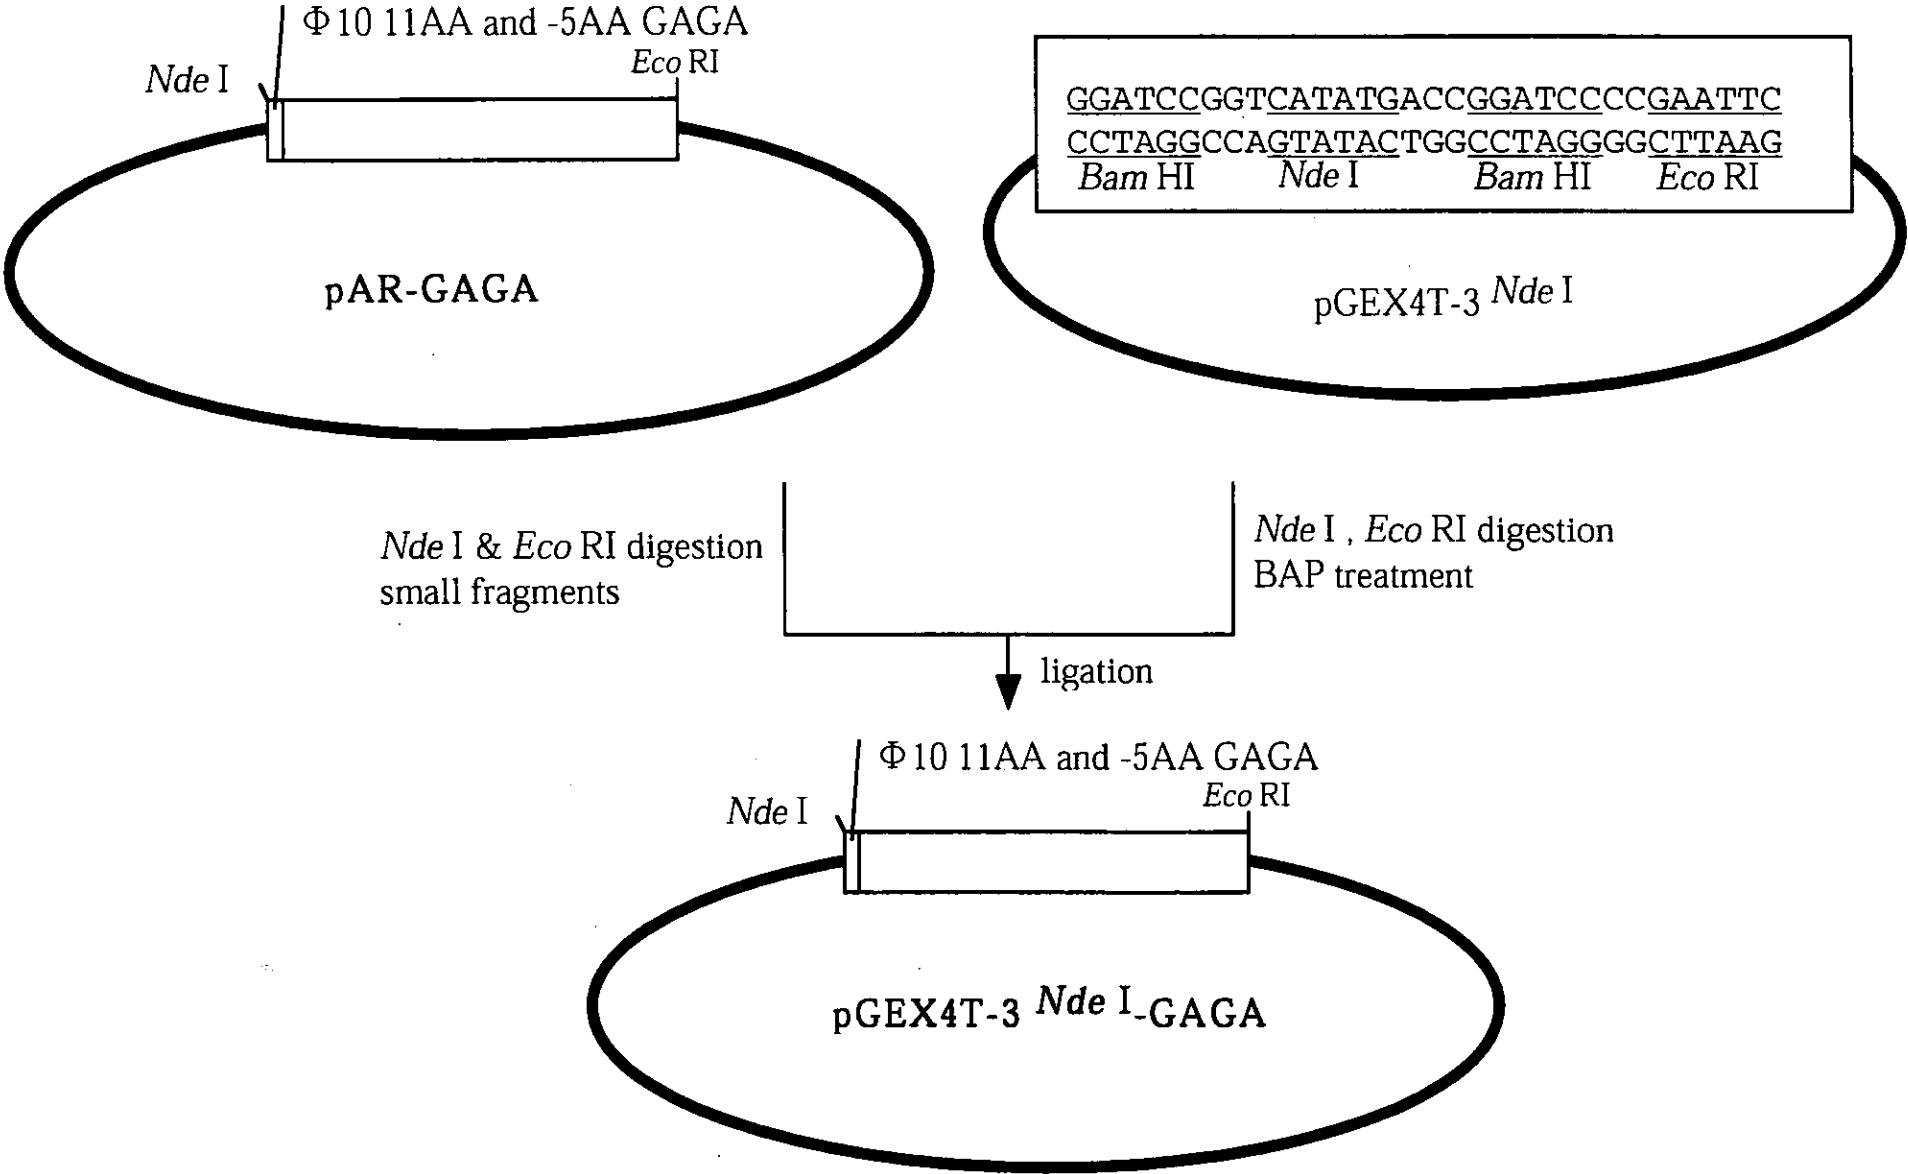 Φ10 11AA and -5AA GAGA
Eco RI
Nde I
pAR-GAGA
GGATCCGGTCATATGACCGGATCCCCGAATTC
CCTAGGCCAGTATACTGGCCTAGGGGCTTAAG
Bam HI Nde I Bam HI Eco RI
pGEX4T-3 Nde I
Nde I & Eco RI digestion
small fragments
Nde I , Eco RI digestion
BAP treatment
ligation
Φ10 11AA and -5AA GAGA
Eco RI
Nde I
pGEX4T-3 Nde I-GAGA